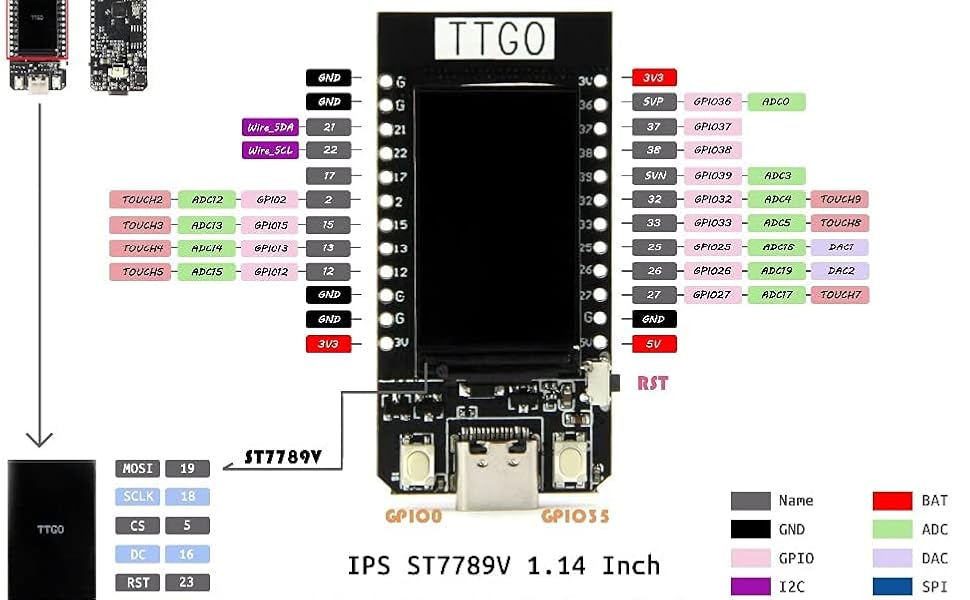 TTGO
TTGO
GND
G
3V
3V3
GND
G
36
SVP
GPIO36
ADC0
Wire_SDA
21
21
37
37
GPIO37
Wire_SCL
22
22
38
38
GPIO38
17
17
39
SVN
GPIO39
ADC3
TOUCH2
ADC12
GPIO2
2
2
32
32
GPIO32
ADC4
TOUCH9
TOUCH3
ADC13
GPIO15
15
15
33
33
GPIO33
ADC5
TOUCH8
TOUCH4
ADC14
GPIO13
13
13
25
25
GPIO25
ADC18
DAC1
TOUCH5
ADC15
GPIO12
12
12
26
26
GPIO26
ADC19
DAC2
GND
G
27
27
GPIO27
ADC17
TOUCH7
GND
G
G
GND
3V3
3V
5V
5V
RST
ST7789V
MOSI 19
SCLK 18
CS 5
DC 16
RST 23
TTGO
GPIO0
GPIO35
IPS ST7789V 1.14 Inch
Name
BAT
GND
ADC
GPIO
DAC
I2C
SPI